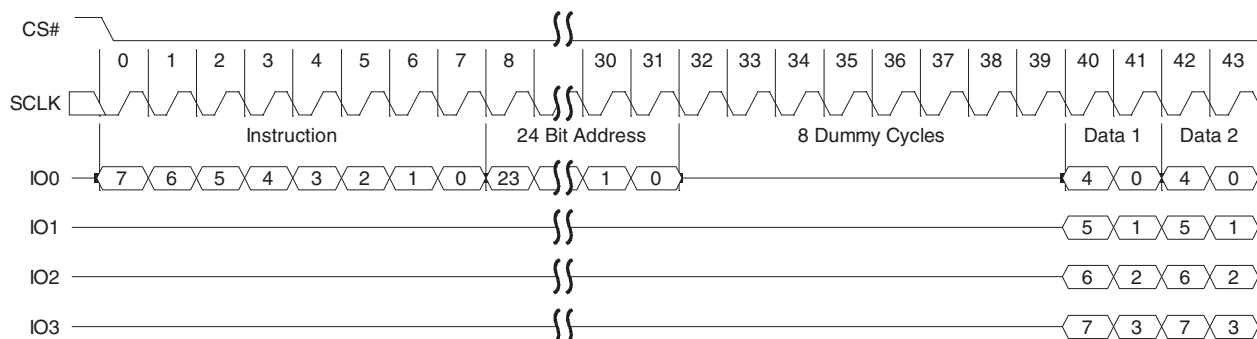 CS#
0 1 2 3 4 5 6 7 8 30 31 32 33 34 35 36 37 38 39 40 41 42 43
SCLK
Instruction 24 Bit Address 8 Dummy Cycles Data 1 Data 2
IO0 7 6 5 4 3 2 1 0 23 1 0 4 0 4 0
IO1 5 1 5 1
IO2 6 2 6 2
IO3 7 3 7 3